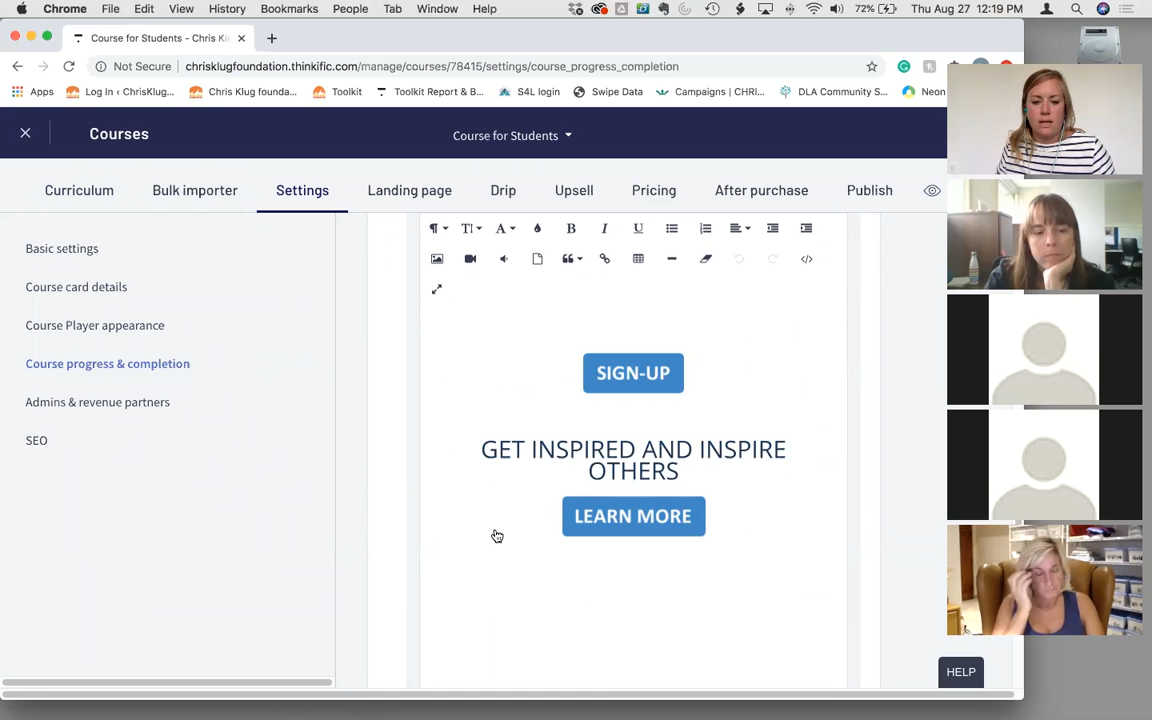 Chrome File Edit View History Bookmarks People Tab Window Help 72% Thu Aug 27 12:19 PM
Course for Students - Chris Kl
Not Secure chrisklugfoundation.thinkific.com/manage/courses/78415/settings/course_progress_completion
Apps Log In ‹ ChrisKlug... Chris Klug founda... Toolkit Toolkit Report & B... S4L login Swipe Data Campaigns | CHRI... DLA Community S... Neon
Courses Course for Students
Curriculum Bulk importer Settings Landing page Drip Upsell Pricing After purchase Publish
Basic settings
Course card details
Course Player appearance
Course progress & completion
Admins & revenue partners
SEO
SIGN-UP
GET INSPIRED AND INSPIRE
OTHERS
LEARN MORE
HELP